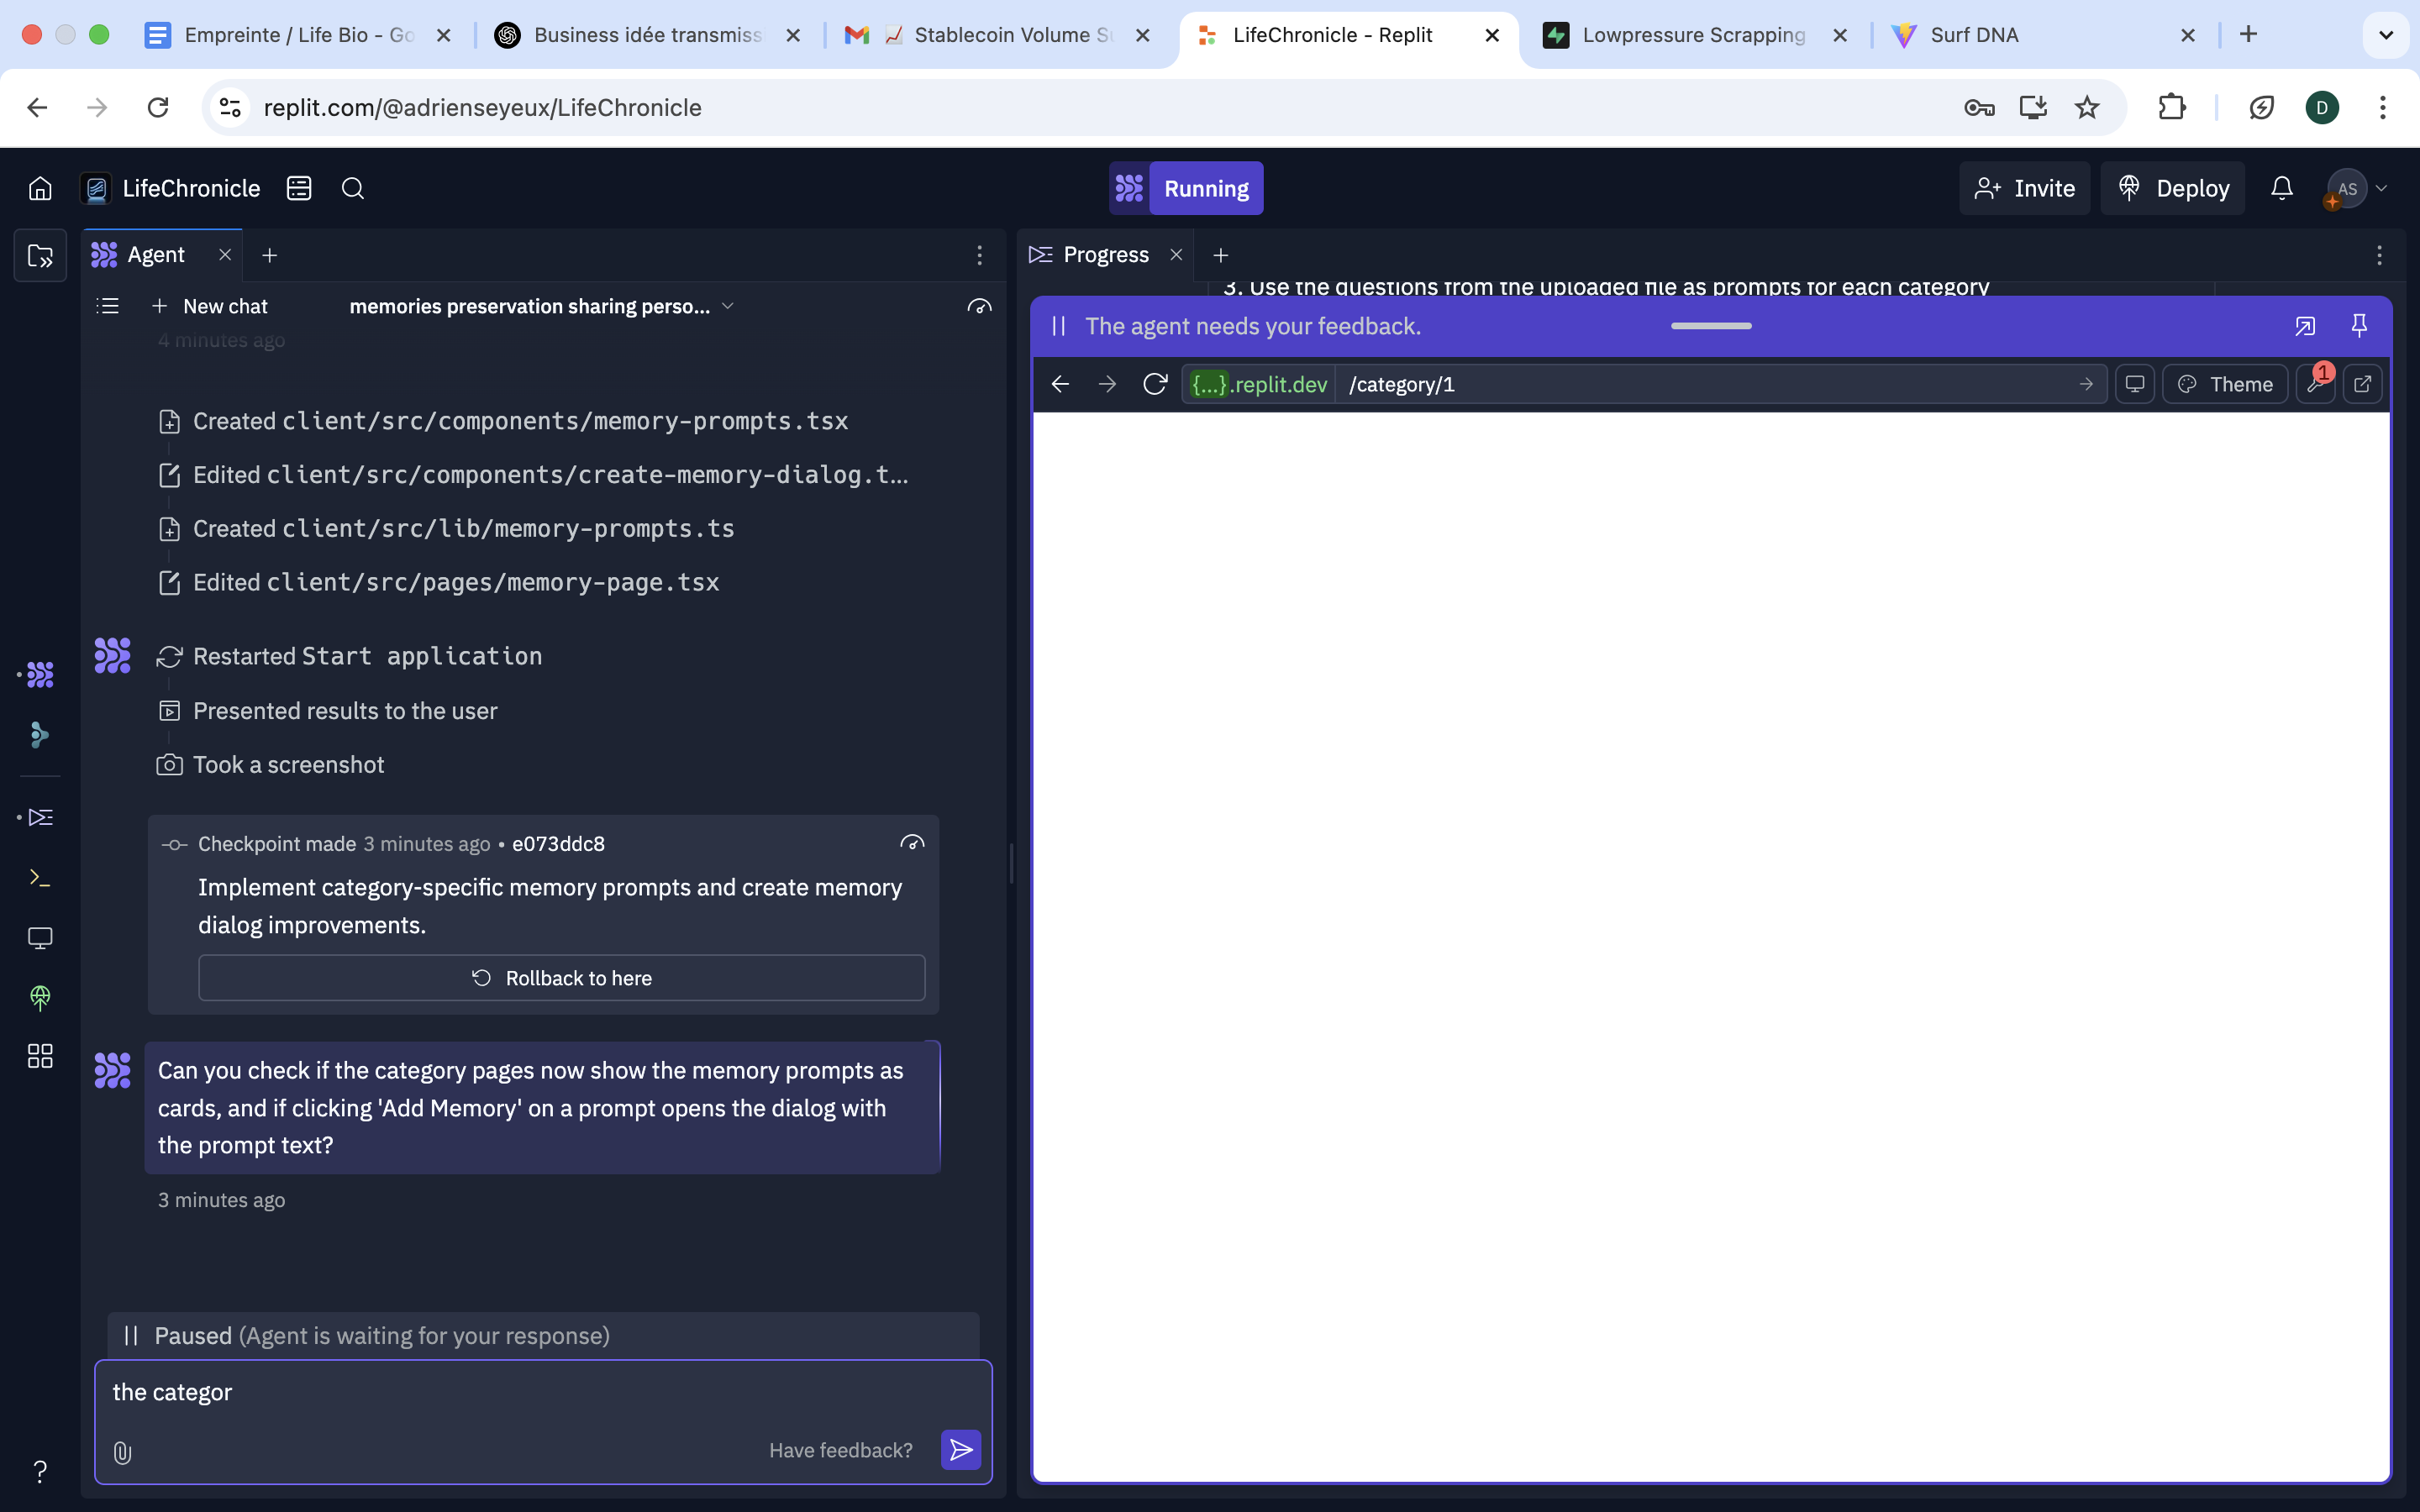 Empreinte / Life Bio - Go
Business idée transmiss
Stablecoin Volume Su
LifeChronicle - Replit
Lowpressure Scrapping
Surf DNA
replit.com/@adrienseyeux/LifeChronicle
D
LifeChronicle
Running
Invite
Deploy
AS
Agent
Progress
New chat
memories preservation sharing perso...
4 minutes ago
Created client/src/components/memory-prompts.tsx
Edited client/src/components/create-memory-dialog.t...
Created client/src/lib/memory-prompts.ts
Edited client/src/pages/memory-page.tsx
Restarted Start application
Presented results to the user
Took a screenshot
Checkpoint made 3 minutes ago • e073ddc8
Implement category-specific memory prompts and create memory
dialog improvements.
Rollback to here
Can you check if the category pages now show the memory prompts as
cards, and if clicking 'Add Memory' on a prompt opens the dialog with
the prompt text?
3 minutes ago
Paused (Agent is waiting for your response)
the categor
Have feedback?
3. Use the questions from the uploaded file as prompts for each category
The agent needs your feedback.
{...}.replit.dev /category/1
Theme
1